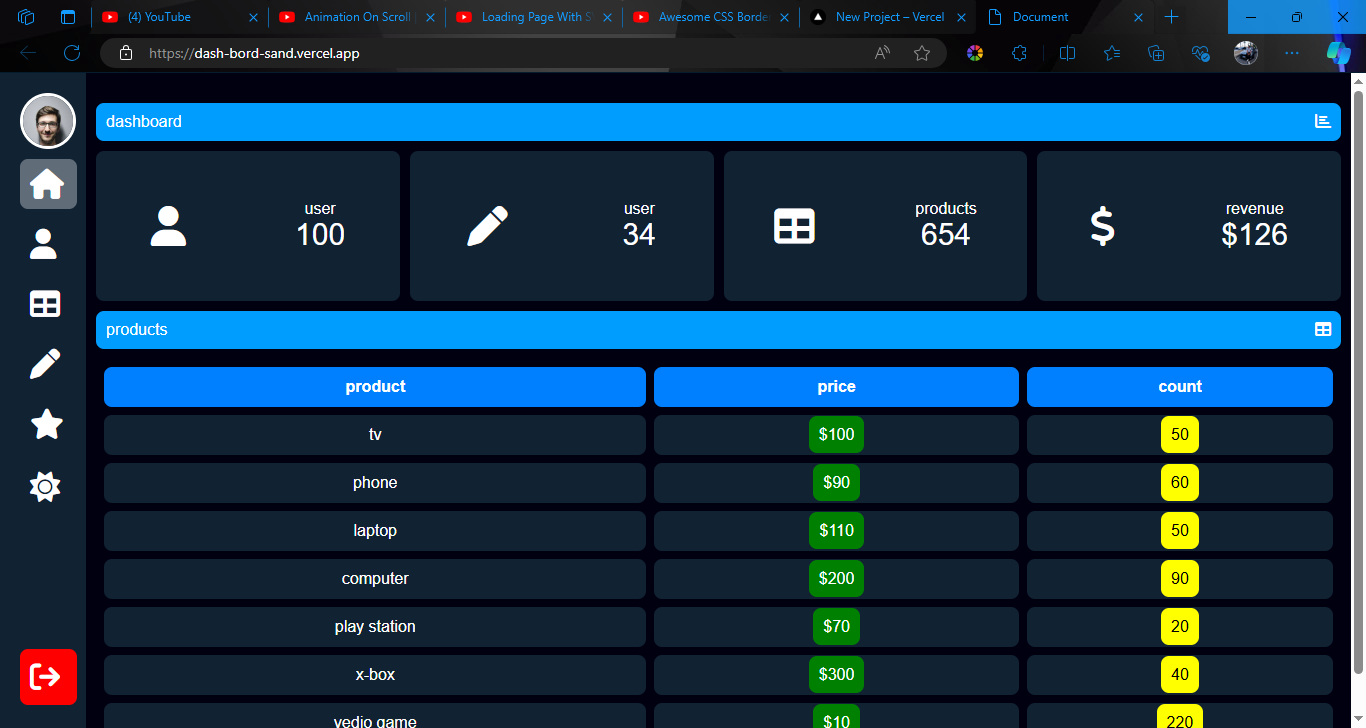 (4) YouTube
Animation On Scroll
Loading Page With S
Awesome CSS Borde
New Project – Vercel
Document
https://dash-bord-sand.vercel.app
dashboard
user
100
user
34
products
654
$
revenue
$126
products
product price count
tv $100 50
phone $90 60
laptop $110 50
computer $200 90
play station $70 20
x-box $300 40
vedio game $10 220